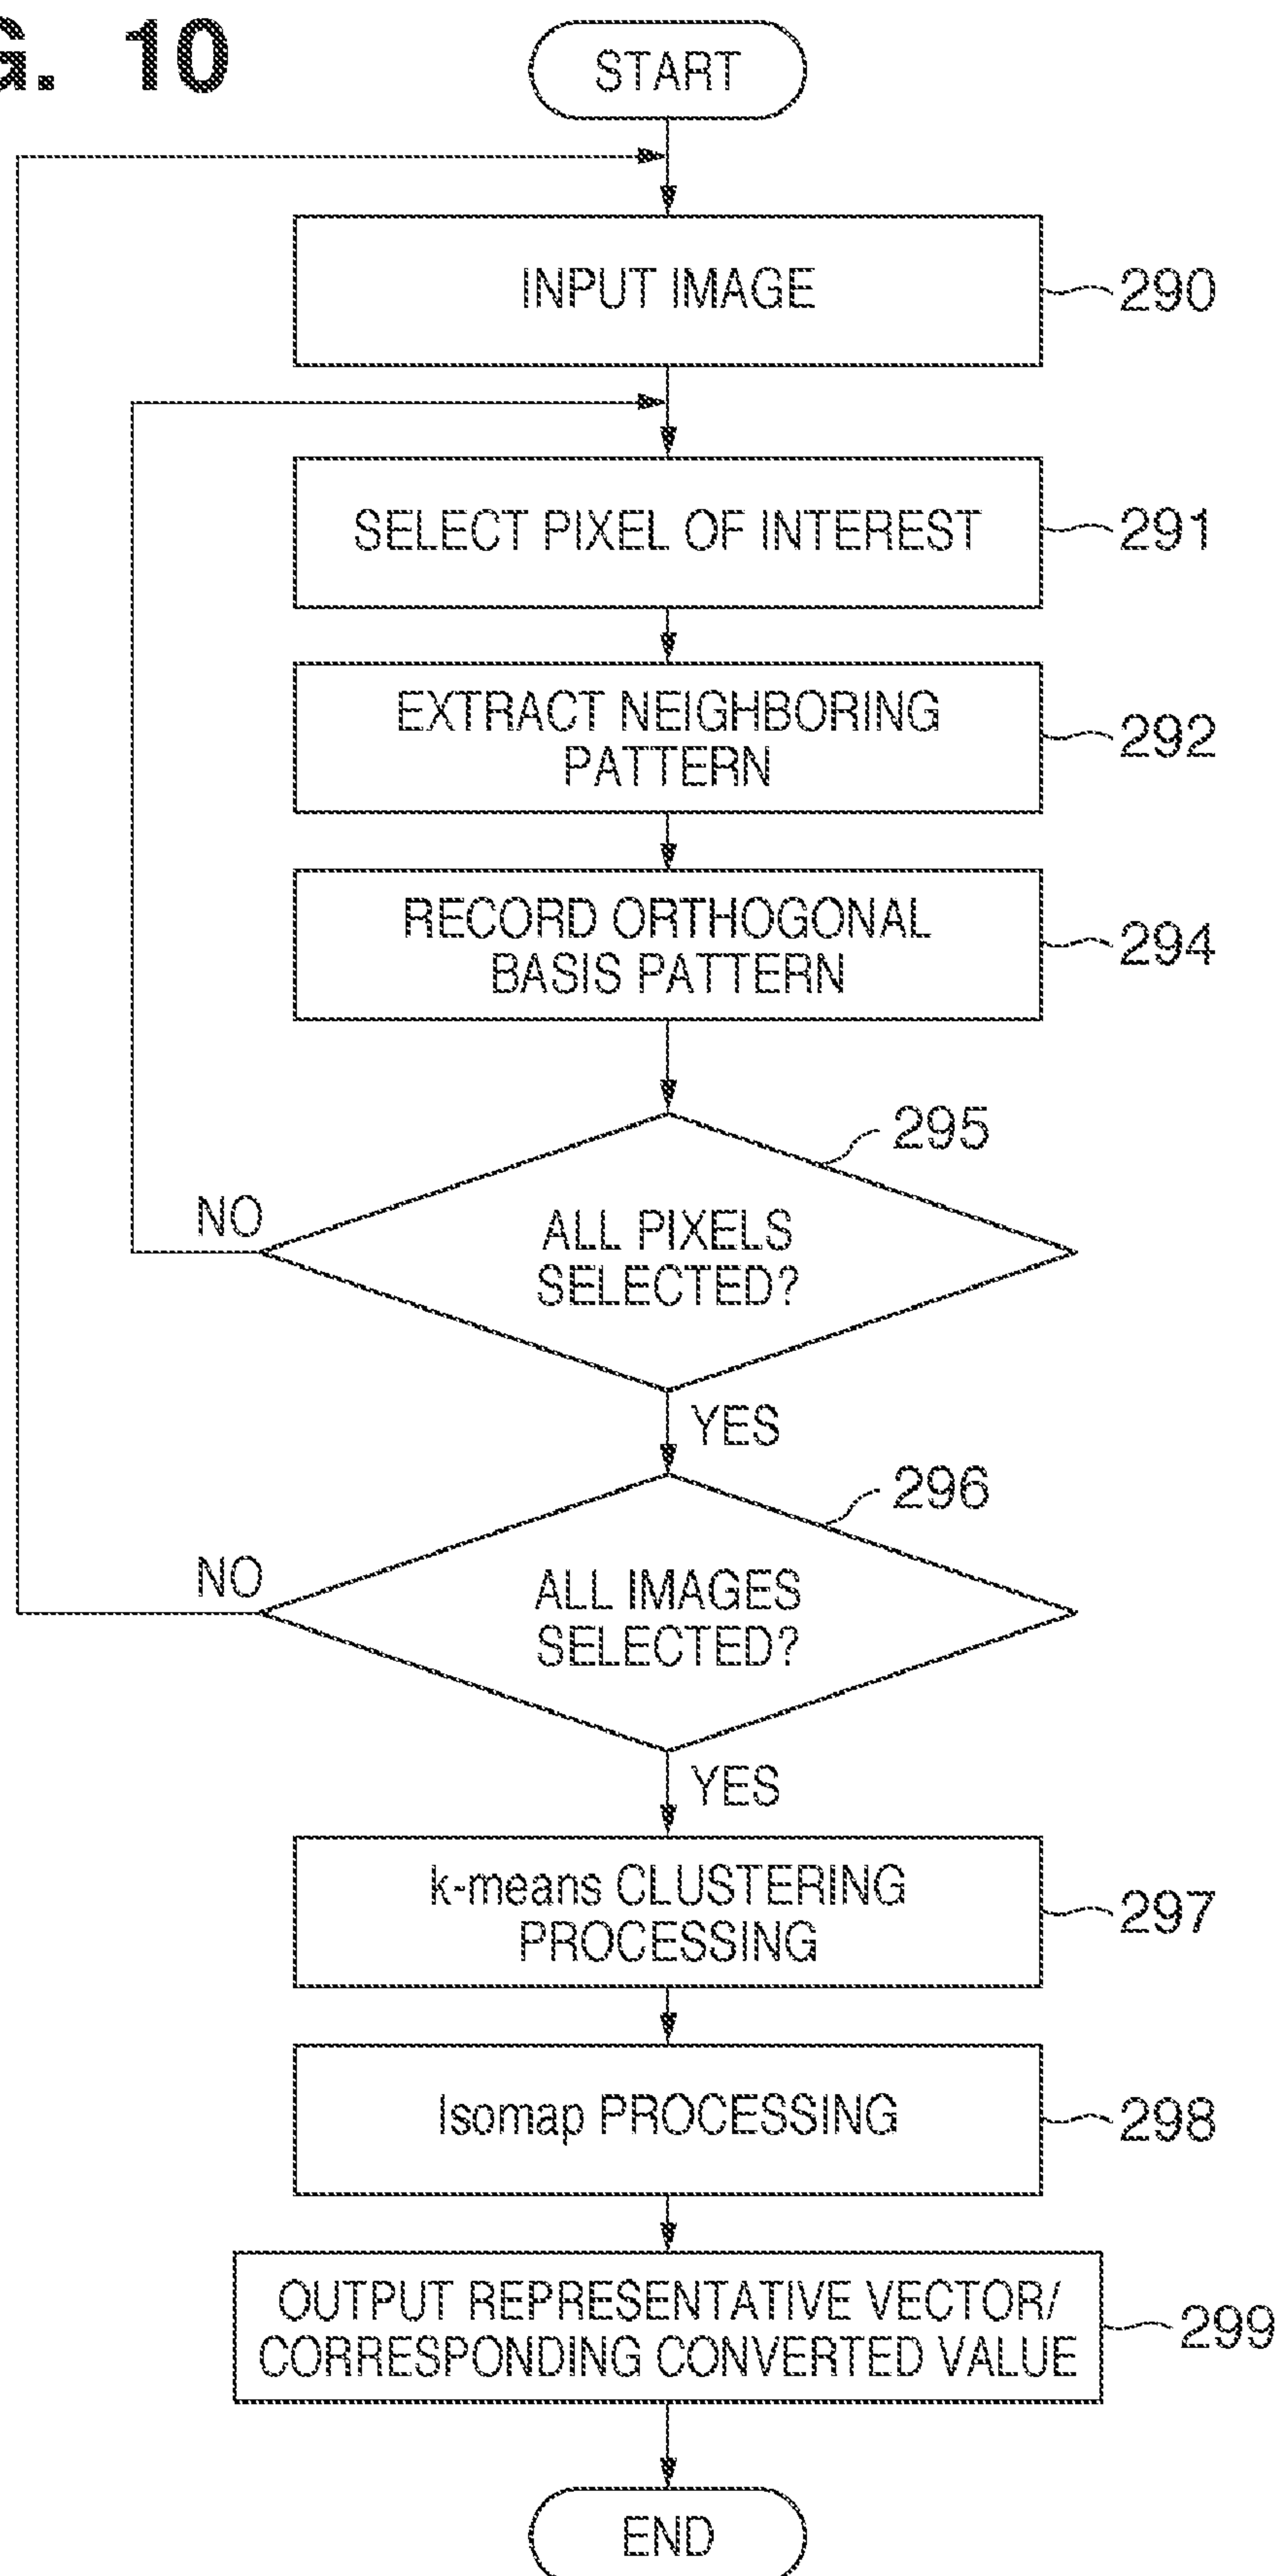 G. 10
START
INPUT IMAGE
290
SELECT PIXEL OF INTEREST
291
EXTRACT NEIGHBORING
PATTERN
292
RECORD ORTHOGONAL
BASIS PATTERN
294
295
NO
ALL PIXELS
SELECTED?
YES
296
NO
ALL IMAGES
SELECTED?
YES
k-means CLUSTERING
PROCESSING
297
Isomap PROCESSING
298
OUTPUT REPRESENTATIVE VECTOR/
CORRESPONDING CONVERTED VALUE
299
END